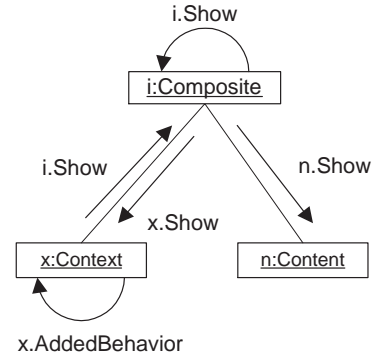 i.Show
i:Composite
i.Show
n.Show
x.Show
x:Context
n:Content
x.AddedBehavior